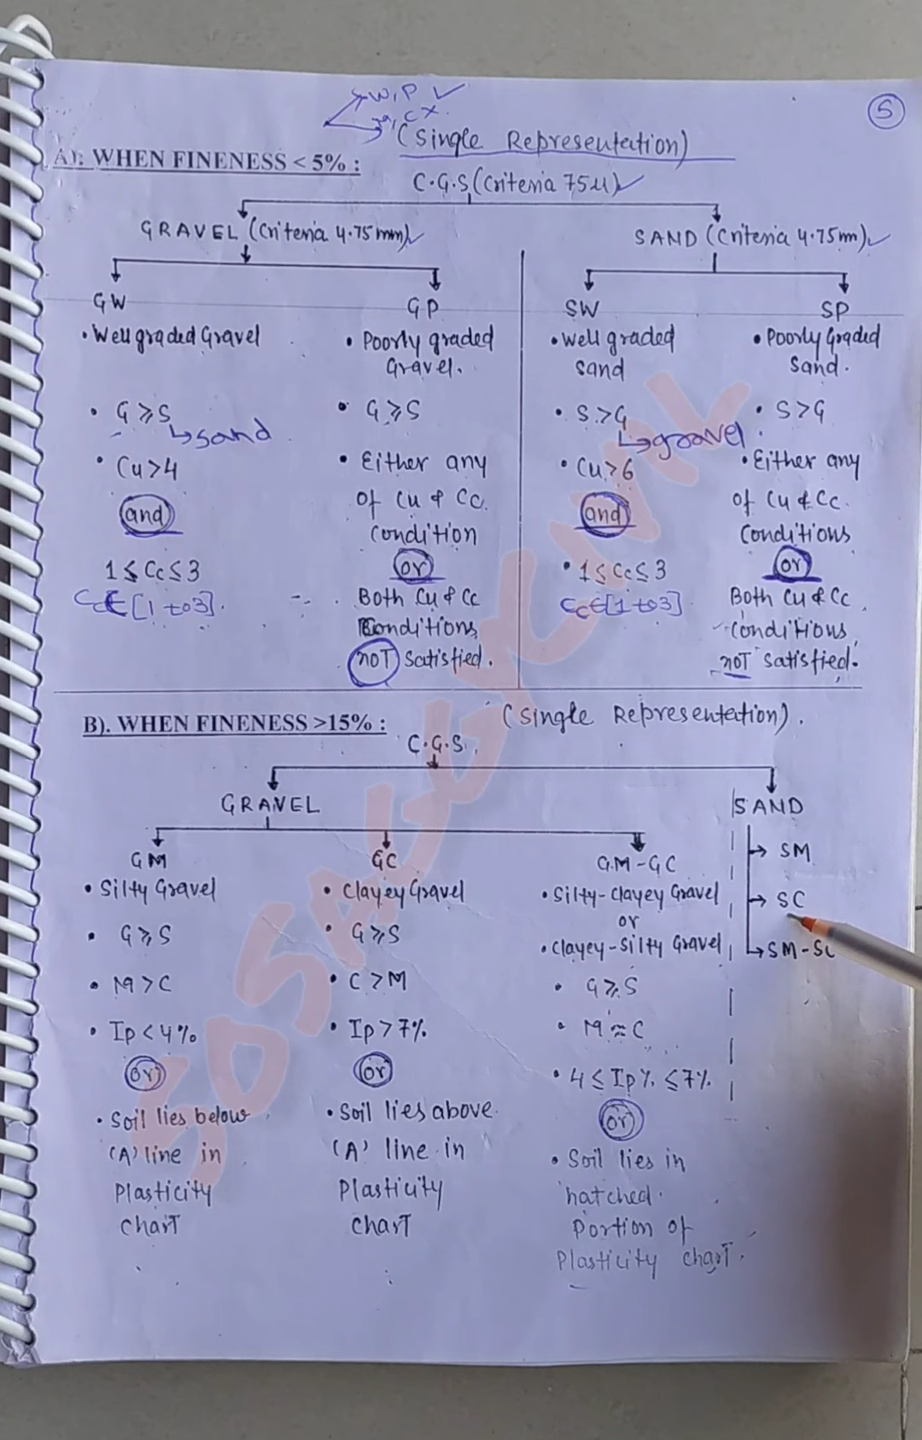 W, P ✓
M, C ✗.
5
(Single Representation)
A). WHEN FINENESS < 5% :
C.G.S (Criteria 75μ) ✓
GRAVEL (Criteria 4.75 mm) ✓
SAND (Criteria 4.75 mm) ✓
GW
• Well graded Gravel
• G ⩾ S
↳ sand
• Cu > 4
and
1 ≤ Cc ≤ 3
Cc ∈ [1 to 3].
GP
• Poorly graded
Gravel.
• G ⩾ S
• Either any
of Cu & Cc
Condition
or
Both Cu & Cc
Conditions
noT Satisfied.
SW
• Well graded
Sand
• S > G
↳ gravel.
• Cu > 6
and
• 1 ≤ Cc ≤ 3
Cc ∈ [1 to 3]
SP
• Poorly Graded
Sand.
• S > G
• Either any
of Cu & Cc
Conditions
or
Both Cu & Cc
Conditions
noT Satisfied.
B). WHEN FINENESS >15% :
(Single Representation).
C.G.S.
GRAVEL
SAND
GM
• Silty Gravel
• G ⩾ S
• M > C
• Ip < 4%
or
• Soil lies below
'A' line in
Plasticity
charT
GC
• Clayey Gravel
• G ⩾ S
• C > M
• Ip > 7%
or
• Soil lies above
'A' line in
Plasticity
charT
GM-GC
• Silty-Clayey Gravel
or
• Clayey-Silty Gravel
• G ⩾ S
• M ≈ C
• 4 ≤ Ip% ≤ 7%
or
• Soil lies in
hatched
Portion of
Plasticity charT.
→ SM
→ SC
→ SM-SC